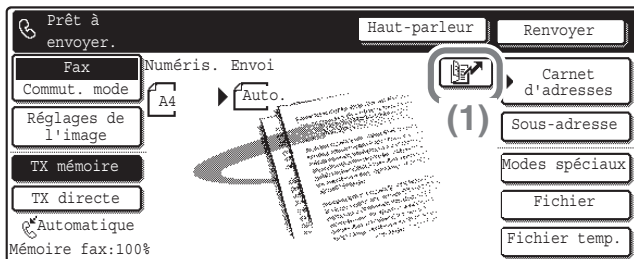 Prêt à
envoyer.
Haut-parleur
Renvoyer
Fax
Commut. mode
Numéris. Envoi
A4
Auto.
(1)
Carnet
d'adresses
Réglages de
l'image
Sous-adresse
TX mémoire
Modes spéciaux
TX directe
Fichier
Automatique
Mémoire fax:100%
Fichier temp.